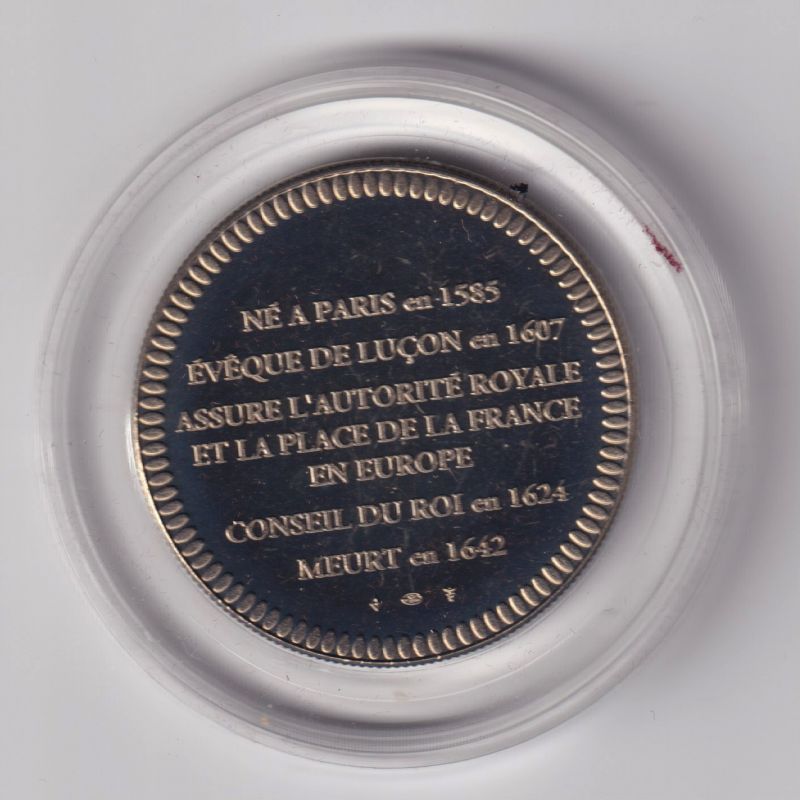 NÉ A PARIS en 1585
ÉVÊQUE DE LUÇON en 1607
ASSURE L'AUTORITÉ ROYALE
ET LA PLACE DE LA FRANCE
EN EUROPE
CONSEIL DU ROI en 1624
MEURT en 1642